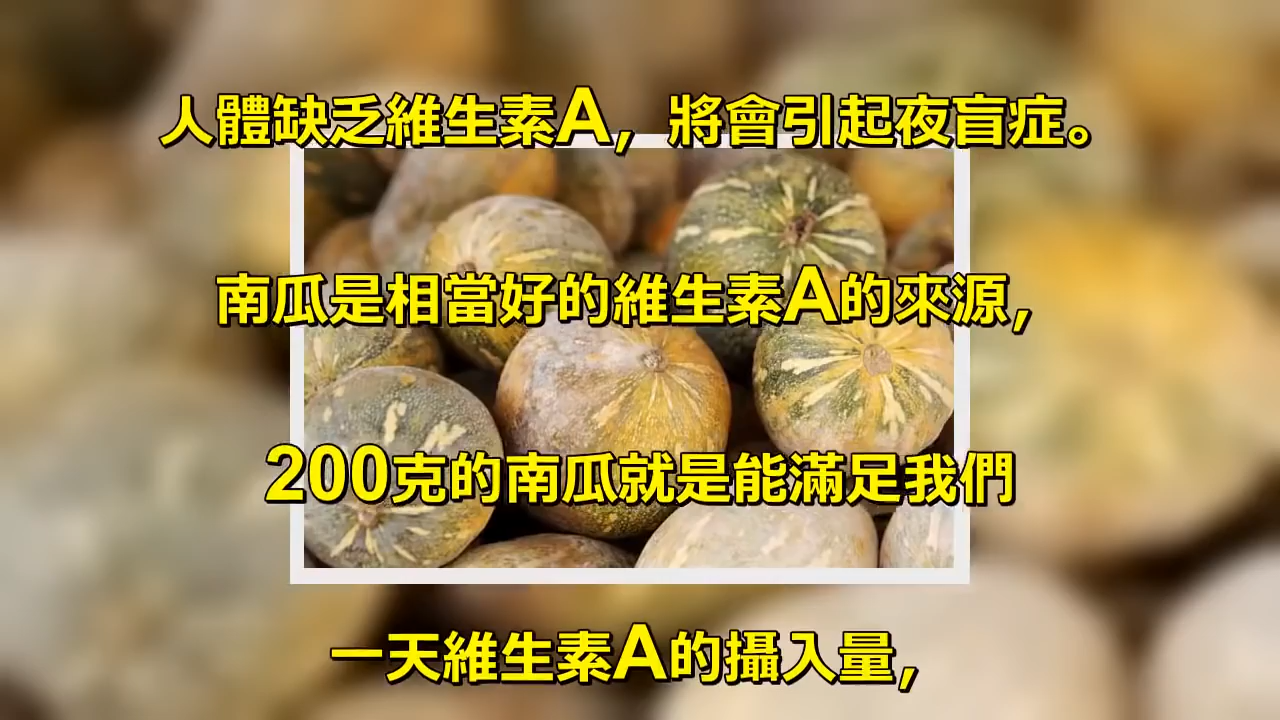 人體缺乏維生素A，將會引起夜盲症。
南瓜是相當好的維生素A的來源，
200克的南瓜就是能滿足我們
一天維生素A的攝入量，